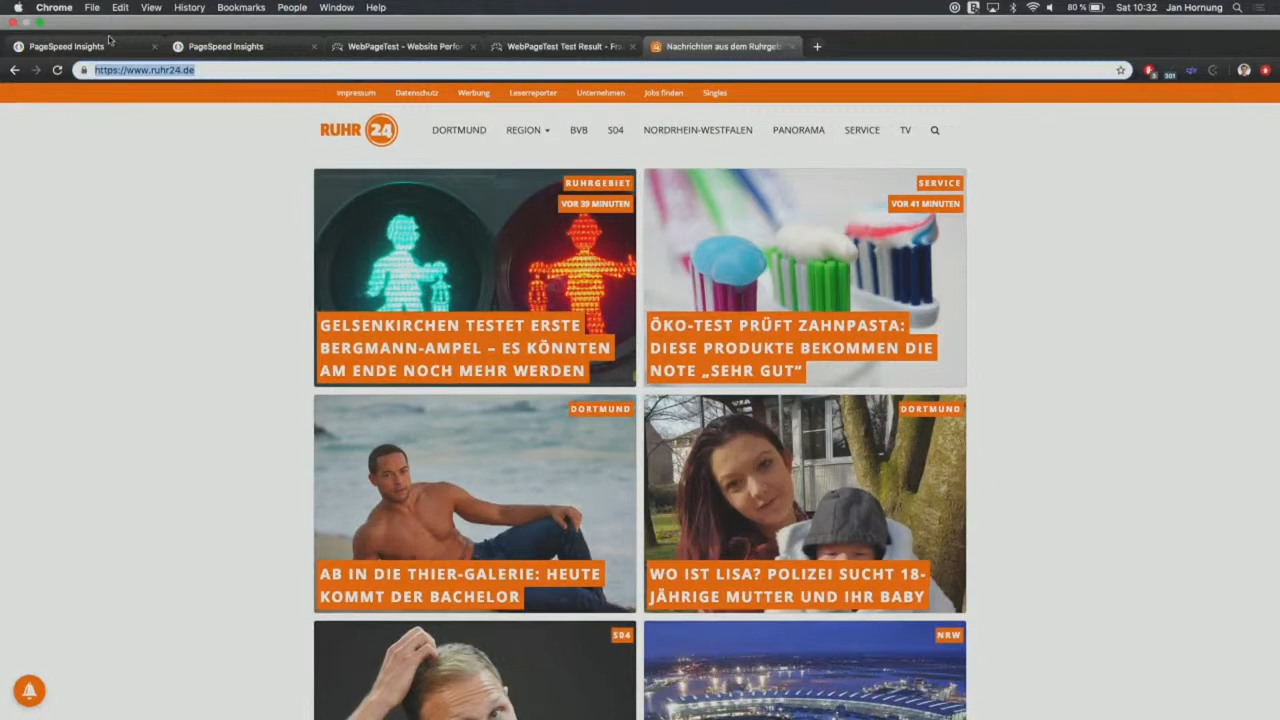 Chrome File Edit View History Bookmarks People Window Help 80 % Sat 10:32 Jan Hornung
PageSpeed Insights PageSpeed Insights WebPageTest - Website Perfo WebPageTest Test Result - Fra Nachrichten aus dem Ruhrgeb
https://www.ruhr24.de
Impressum Datenschutz Werbung Leserreporter Unternehmen Jobs finden Singles
RUHR 24 DORTMUND REGION BVB S04 NORDRHEIN-WESTFALEN PANORAMA SERVICE TV
RUHRGEBIET
VOR 39 MINUTEN
GELSENKIRCHEN TESTET ERSTE
BERGMANN-AMPEL – ES KÖNNTEN
AM ENDE NOCH MEHR WERDEN
SERVICE
VOR 41 MINUTEN
ÖKO-TEST PRÜFT ZAHNPASTA:
DIESE PRODUKTE BEKOMMEN DIE
NOTE „SEHR GUT“
DORTMUND
AB IN DIE THIER-GALERIE: HEUTE
KOMMT DER BACHELOR
DORTMUND
WO IST LISA? POLIZEI SUCHT 18-
JÄHRIGE MUTTER UND IHR BABY
S04
NRW